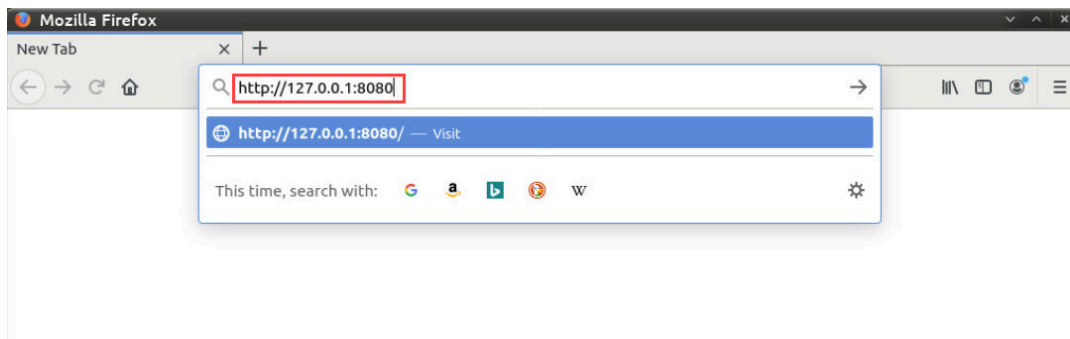 Mozilla Firefox
New Tab
http://127.0.0.1:8080
http://127.0.0.1:8080/ — Visit
This time, search with: G a b W